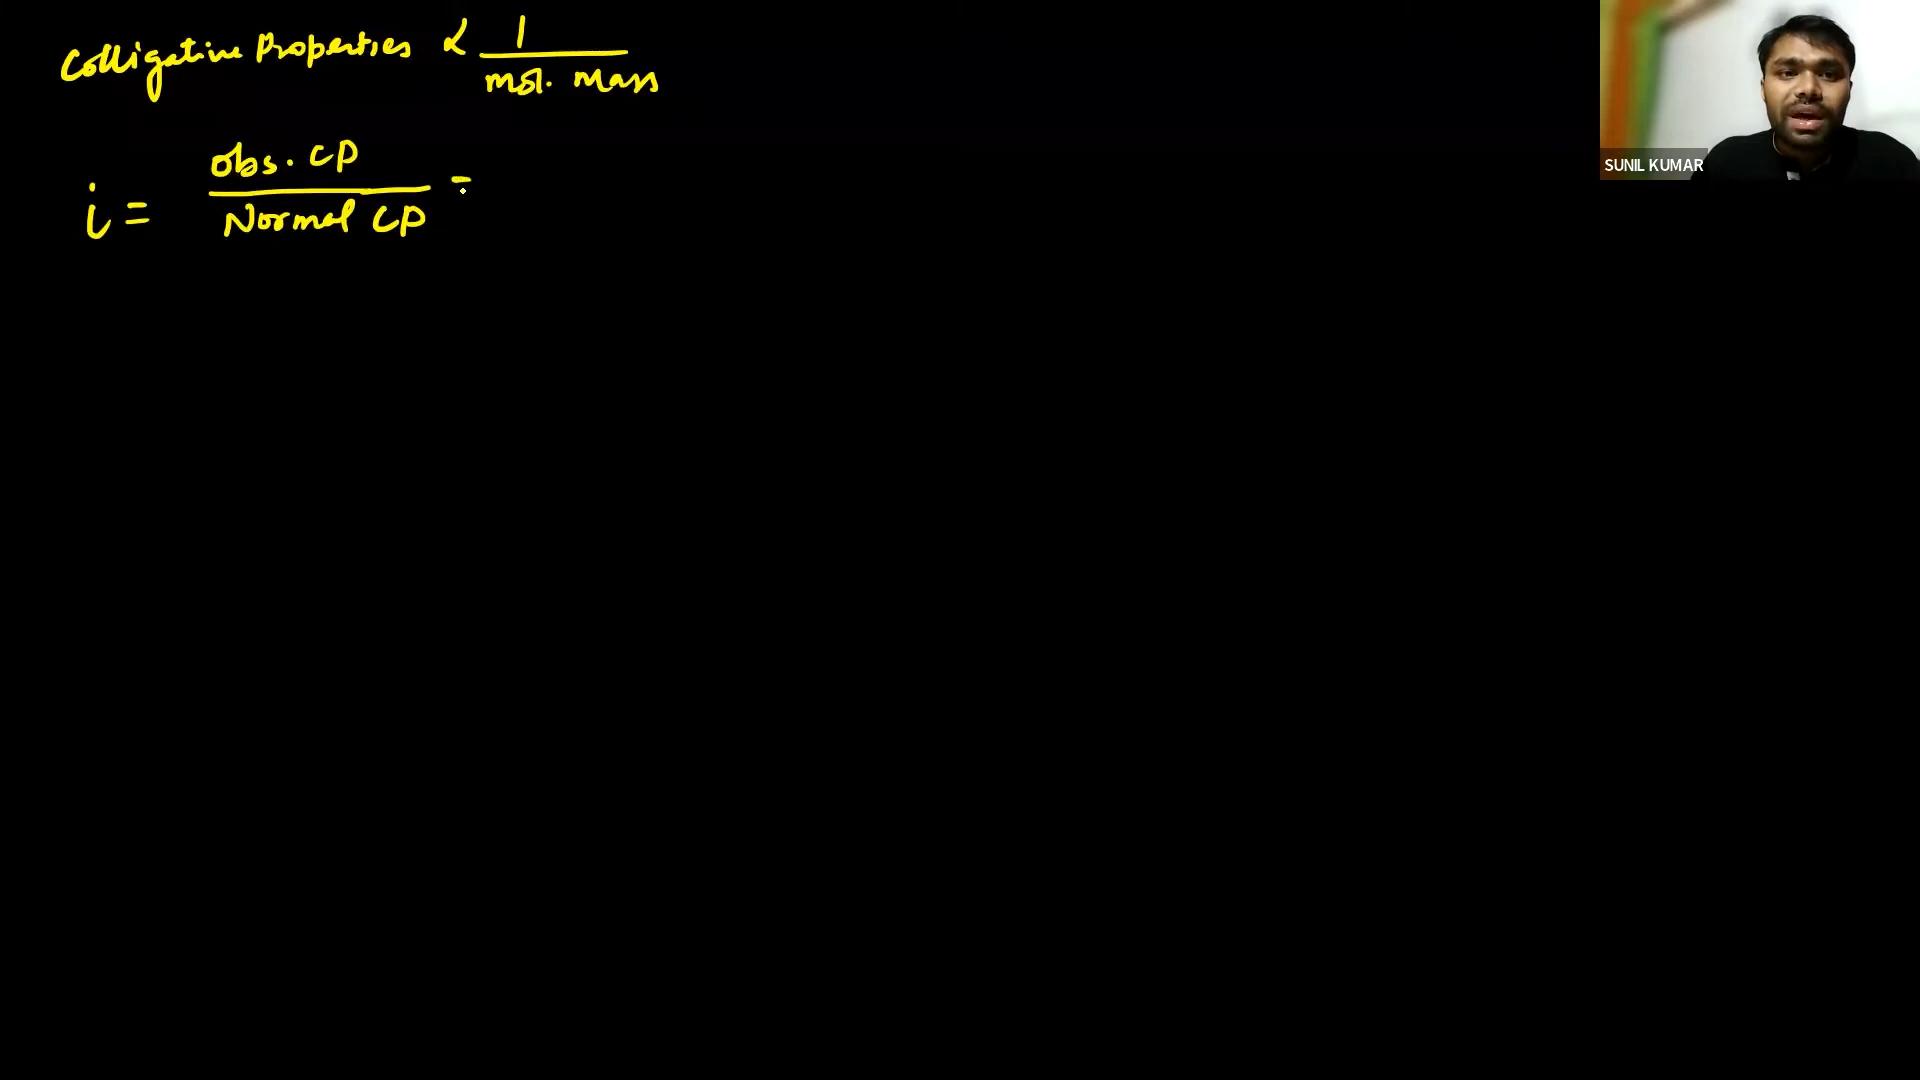 Colligative Properties ∝ 1 / mol. mass
i = obs. CP / Normal CP =
SUNIL KUMAR